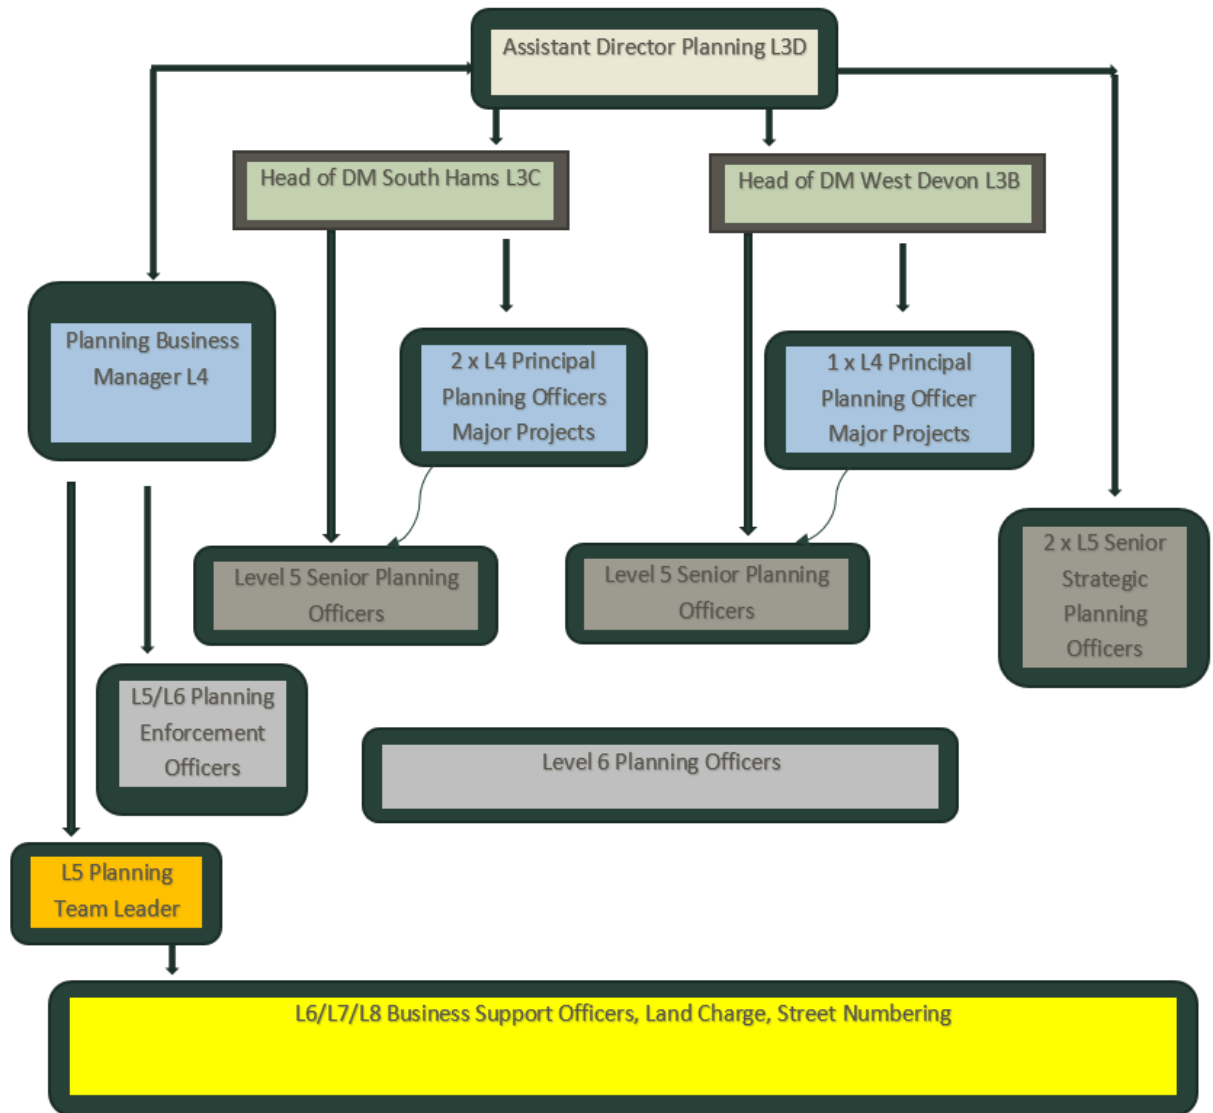 Assistant Director Planning L3D
Head of DM South Hams L3C
Head of DM West Devon L3B
Planning Business
Manager L4
2 x L4 Principal
Planning Officers
Major Projects
1 x L4 Principal
Planning Officer
Major Projects
Level 5 Senior Planning
Officers
Level 5 Senior Planning
Officers
2 x L5 Senior
Strategic
Planning
Officers
L5/L6 Planning
Enforcement
Officers
Level 6 Planning Officers
L5 Planning
Team Leader
L6/L7/L8 Business Support Officers, Land Charge, Street Numbering